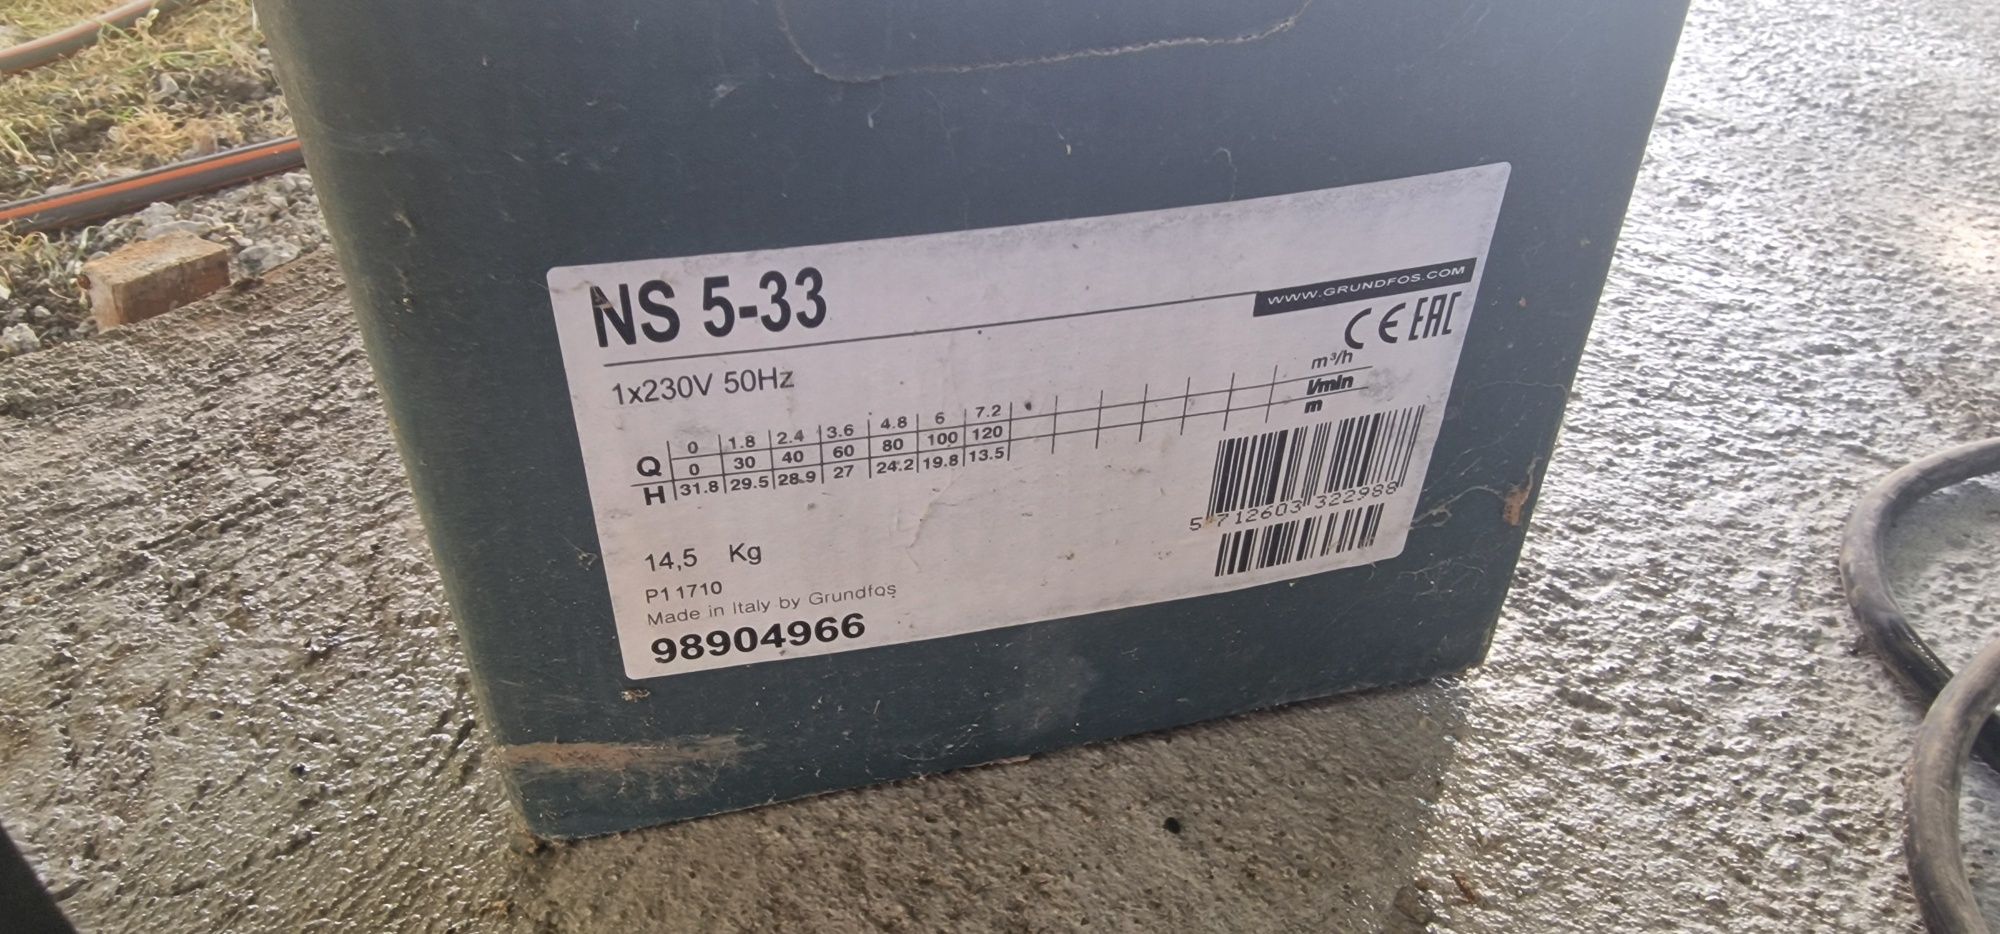 NS 5-33
WWW.GRUNDFOS.COM
CE EAC
1x230V 50Hz
m³/h
l/min
m
Q 0 1.8 2.4 3.6 4.8 6 7.2
0 30 40 60 80 100 120
H 31.8 29.5 28.9 27 24.2 19.8 13.5
5 712603 322988
14,5 Kg
P1 1710
Made in Italy by Grundfos
98904966